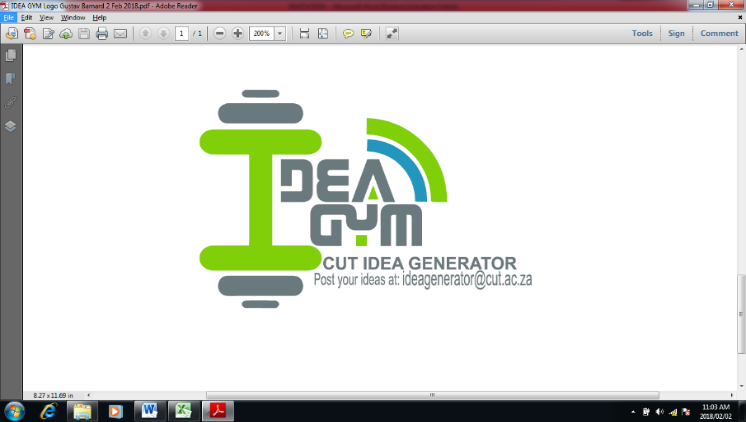 IDEA GYM Logo Gustav Barnard 2 Feb 2018.pdf - Adobe Reader
File Edit View Window Help
1 / 1 200% Tools Sign Comment
IDEA
GYM
CUT IDEA GENERATOR
Post your ideas at: ideagenerator@cut.ac.za
8.27 x 11.69 in
11:03 AM
2018/02/02